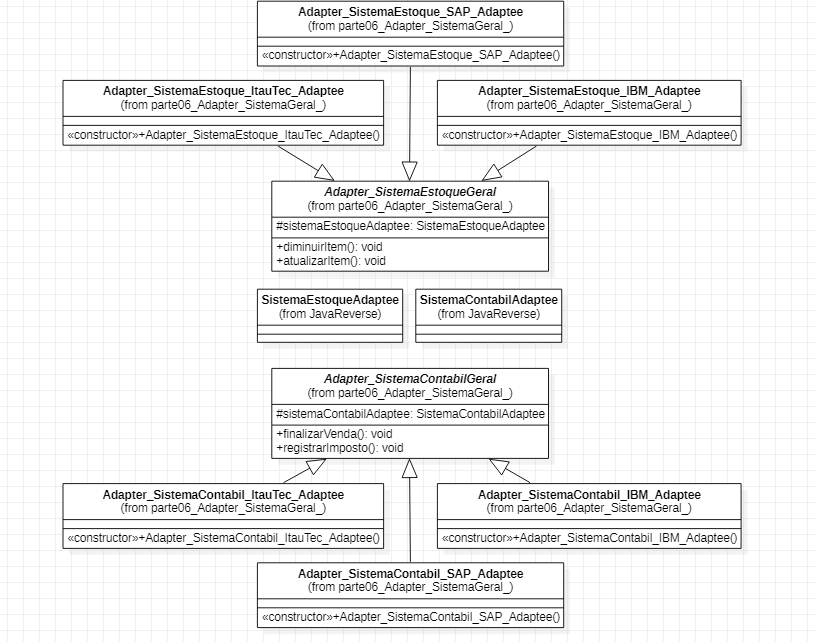 Adapter_SistemaEstoque_SAP_Adaptee
(from parte06_Adapter_SistemaGeral_)
«constructor»+Adapter_SistemaEstoque_SAP_Adaptee()
Adapter_SistemaEstoque_ItauTec_Adaptee
(from parte06_Adapter_SistemaGeral_)
«constructor»+Adapter_SistemaEstoque_ItauTec_Adaptee()
Adapter_SistemaEstoque_IBM_Adaptee
(from parte06_Adapter_SistemaGeral_)
«constructor»+Adapter_SistemaEstoque_IBM_Adaptee()
Adapter_SistemaEstoqueGeral
(from parte06_Adapter_SistemaGeral_)
#sistemaEstoqueAdaptee: SistemaEstoqueAdaptee
+diminuirItem(): void
+atualizarItem(): void
SistemaEstoqueAdaptee
(from JavaReverse)
SistemaContabilAdaptee
(from JavaReverse)
Adapter_SistemaContabilGeral
(from parte06_Adapter_SistemaGeral_)
#sistemaContabilAdaptee: SistemaContabilAdaptee
+finalizarVenda(): void
+registrarImposto(): void
Adapter_SistemaContabil_ItauTec_Adaptee
(from parte06_Adapter_SistemaGeral_)
«constructor»+Adapter_SistemaContabil_ItauTec_Adaptee()
Adapter_SistemaContabil_IBM_Adaptee
(from parte06_Adapter_SistemaGeral_)
«constructor»+Adapter_SistemaContabil_IBM_Adaptee()
Adapter_SistemaContabil_SAP_Adaptee
(from parte06_Adapter_SistemaGeral_)
«constructor»+Adapter_SistemaContabil_SAP_Adaptee()